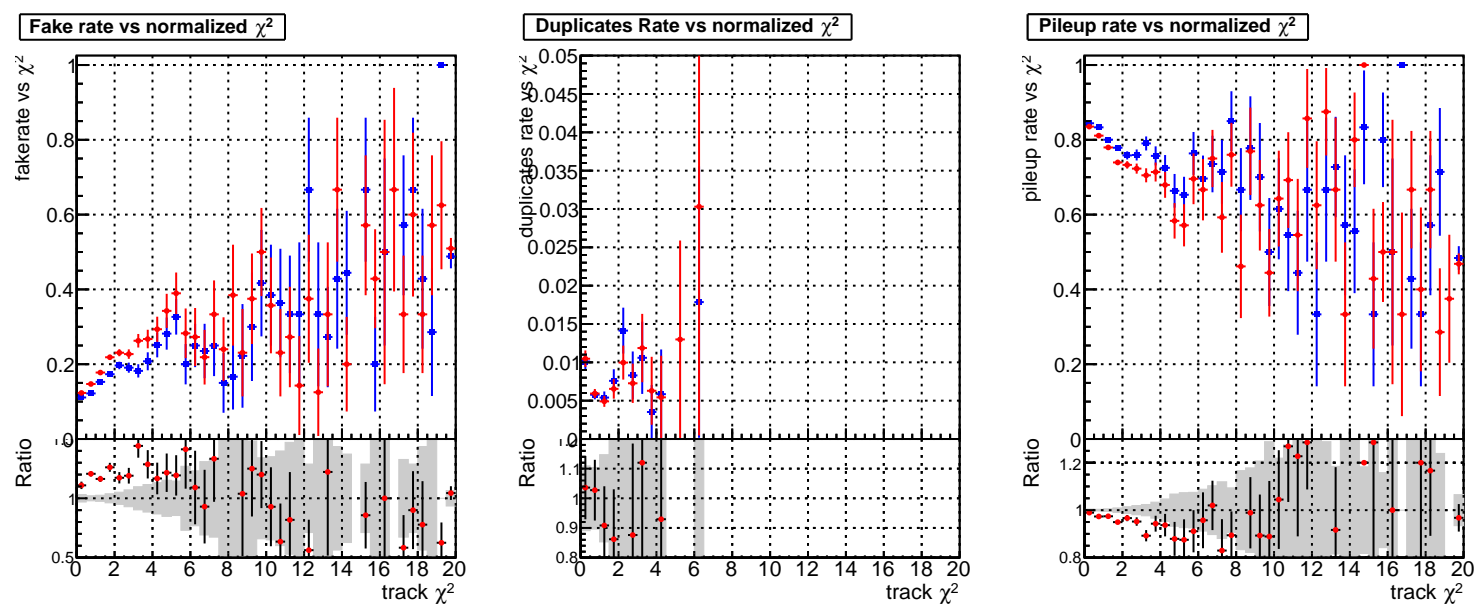 Fake rate vs normalized χ²
fakerate vs χ²
1
0.8
0.6
0.4
0.2
0
Ratio
1
0.5
0 2 4 6 8 10 12 14 16 18 20
track χ²
Duplicates Rate vs normalized χ²
duplicates rate vs χ²
0.05
0.045
0.04
0.035
0.03
0.025
0.02
0.015
0.01
0.005
0
Ratio
1.1
1
0.9
0.8
0 2 4 6 8 10 12 14 16 18 20
track χ²
Pileup rate vs normalized χ²
pileup rate vs χ²
1
0.8
0.6
0.4
0.2
0
Ratio
1.2
1
0.8
0 2 4 6 8 10 12 14 16 18 20
track χ²